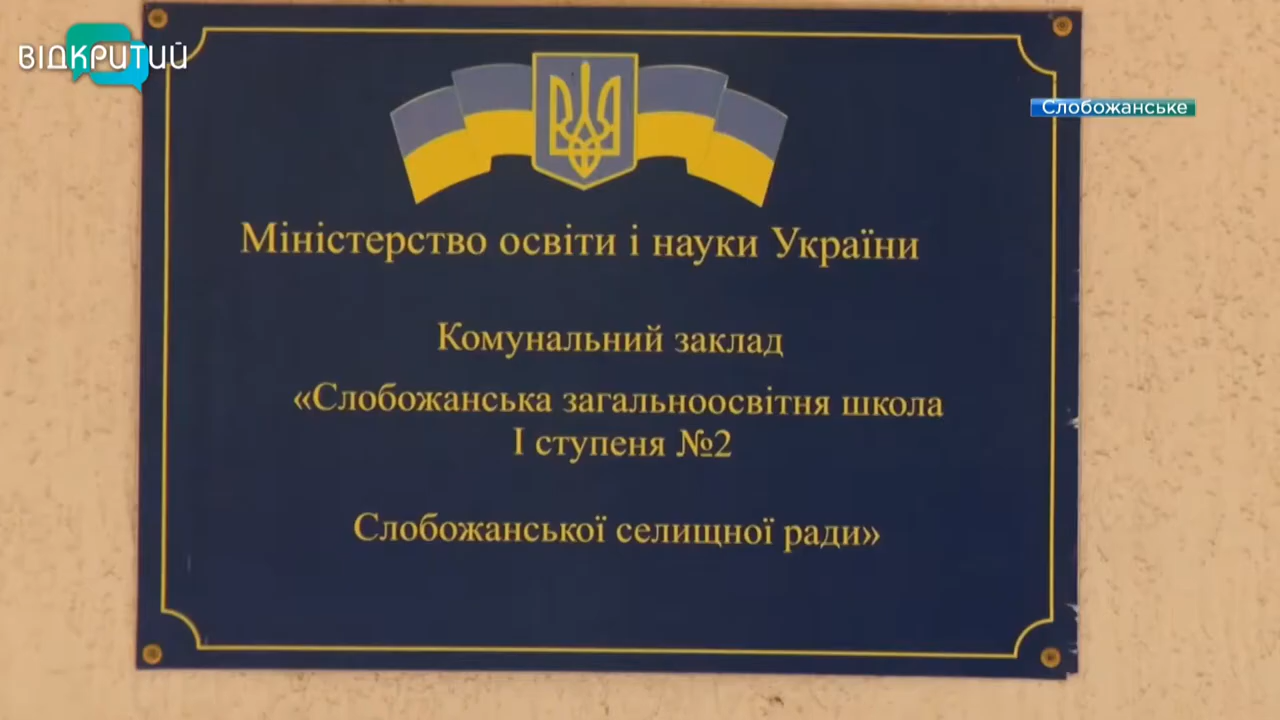 ВІДКРИТИЙ
Слобожанське
Міністерство освіти і науки України
Комунальний заклад
«Слобожанська загальноосвітня школа
І ступеня №2
Слобожанської селищної ради»